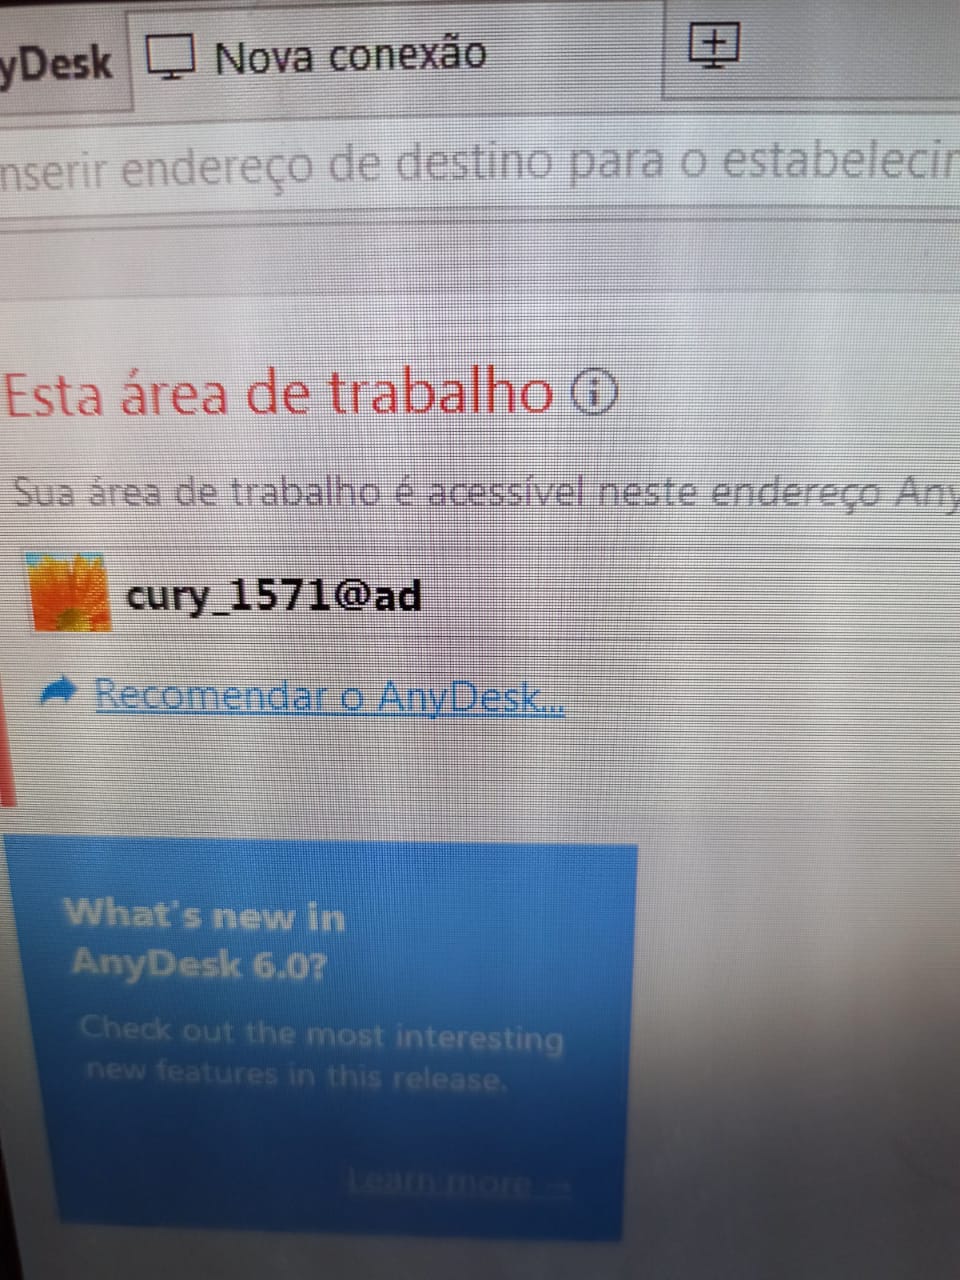 yDesk
Nova conexão
nserir endereço de destino para o estabelecir
Esta área de trabalho
Sua área de trabalho é acessível neste endereço Any
cury_1571@ad
Recomendar o AnyDesk...
What's new in
AnyDesk 6.0?
Check out the most interesting
new features in this release.
Learn more →